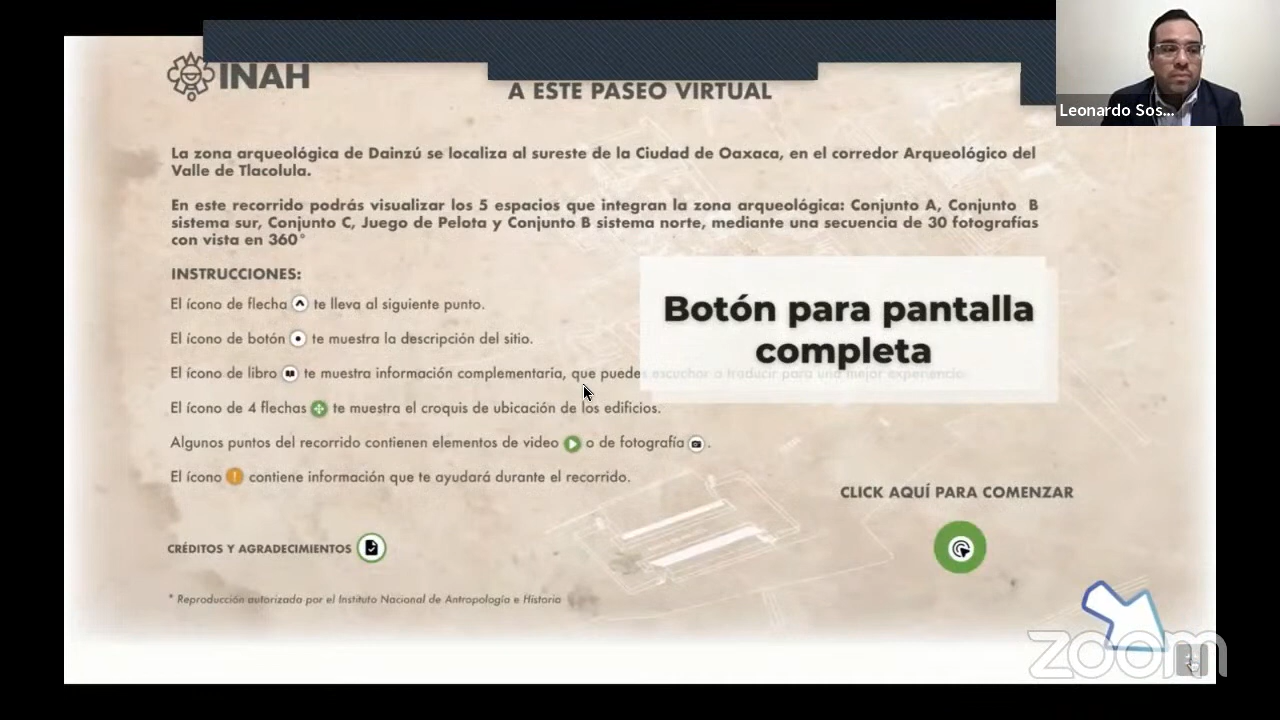 INAH
A ESTE PASEO VIRTUAL
Leonardo Sos...
La zona arqueológica de Dainzú se localiza al sureste de la Ciudad de Oaxaca, en el corredor Arqueológico del
Valle de Tlacolula.
En este recorrido podrás visualizar los 5 espacios que integran la zona arqueológica: Conjunto A, Conjunto B
sistema sur, Conjunto C, Juego de Pelota y Conjunto B sistema norte, mediante una secuencia de 30 fotografías
con vista en 360°
INSTRUCCIONES:
El ícono de flecha te lleva al siguiente punto.
El ícono de botón te muestra la descripción del sitio.
El ícono de libro te muestra información complementaria, que puedes escuchar o traducir para una mejor experiencia.
El ícono de 4 flechas te muestra el croquis de ubicación de los edificios.
Algunos puntos del recorrido contienen elementos de video o de fotografía .
El ícono ! contiene información que te ayudará durante el recorrido.
Botón para pantalla
completa
CLICK AQUÍ PARA COMENZAR
CRÉDITOS Y AGRADECIMIENTOS
* Reproducción autorizada por el Instituto Nacional de Antropología e Historia
zoom